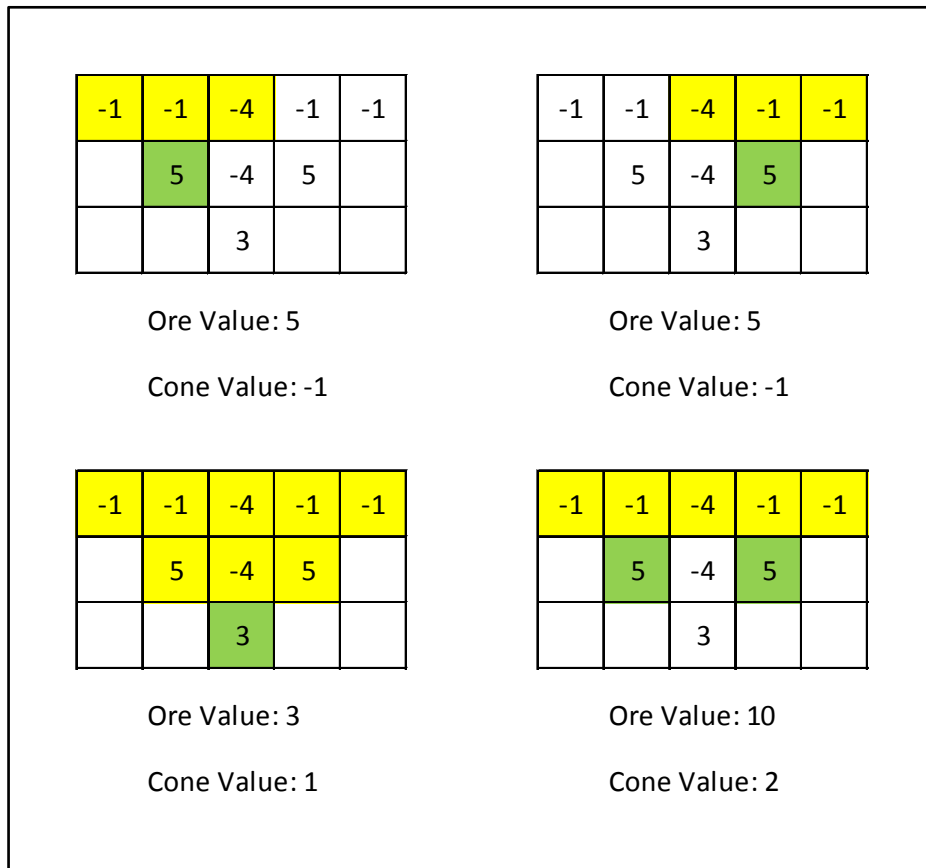 -1 -1 -4 -1 -1
5 -4 5
3
Ore Value: 5
Cone Value: -1
-1 -1 -4 -1 -1
5 -4 5
3
Ore Value: 5
Cone Value: -1
-1 -1 -4 -1 -1
5 -4 5
3
Ore Value: 3
Cone Value: 1
-1 -1 -4 -1 -1
5 -4 5
3
Ore Value: 10
Cone Value: 2